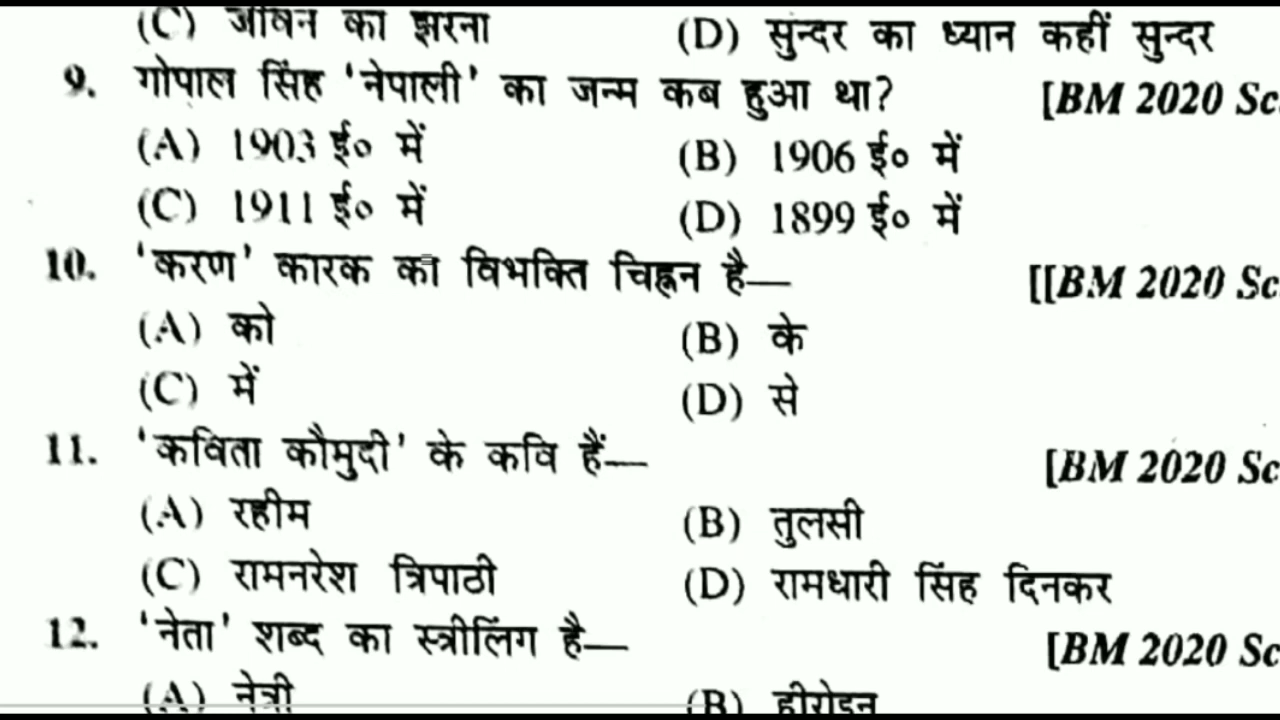 (C) जीवन का झरना (D) सुन्दर का ध्यान कहीं सुन्दर
9. गोपाल सिंह 'नेपाली' का जन्म कब हुआ था? [BM 2020 Sc
(A) 1903 ई० में (B) 1906 ई० में
(C) 1911 ई० में (D) 1899 ई० में
10. 'करण' कारक का विभक्ति चिह्नन है— [[BM 2020 Sc
(A) को (B) के
(C) में (D) से
11. 'कविता कौमुदी' के कवि हैं— [BM 2020 Sc
(A) रहीम (B) तुलसी
(C) रामनरेश त्रिपाठी (D) रामधारी सिंह दिनकर
12. 'नेता' शब्द का स्त्रीलिंग है— [BM 2020 Sc
(A) नेत्री (B) हीरोइन